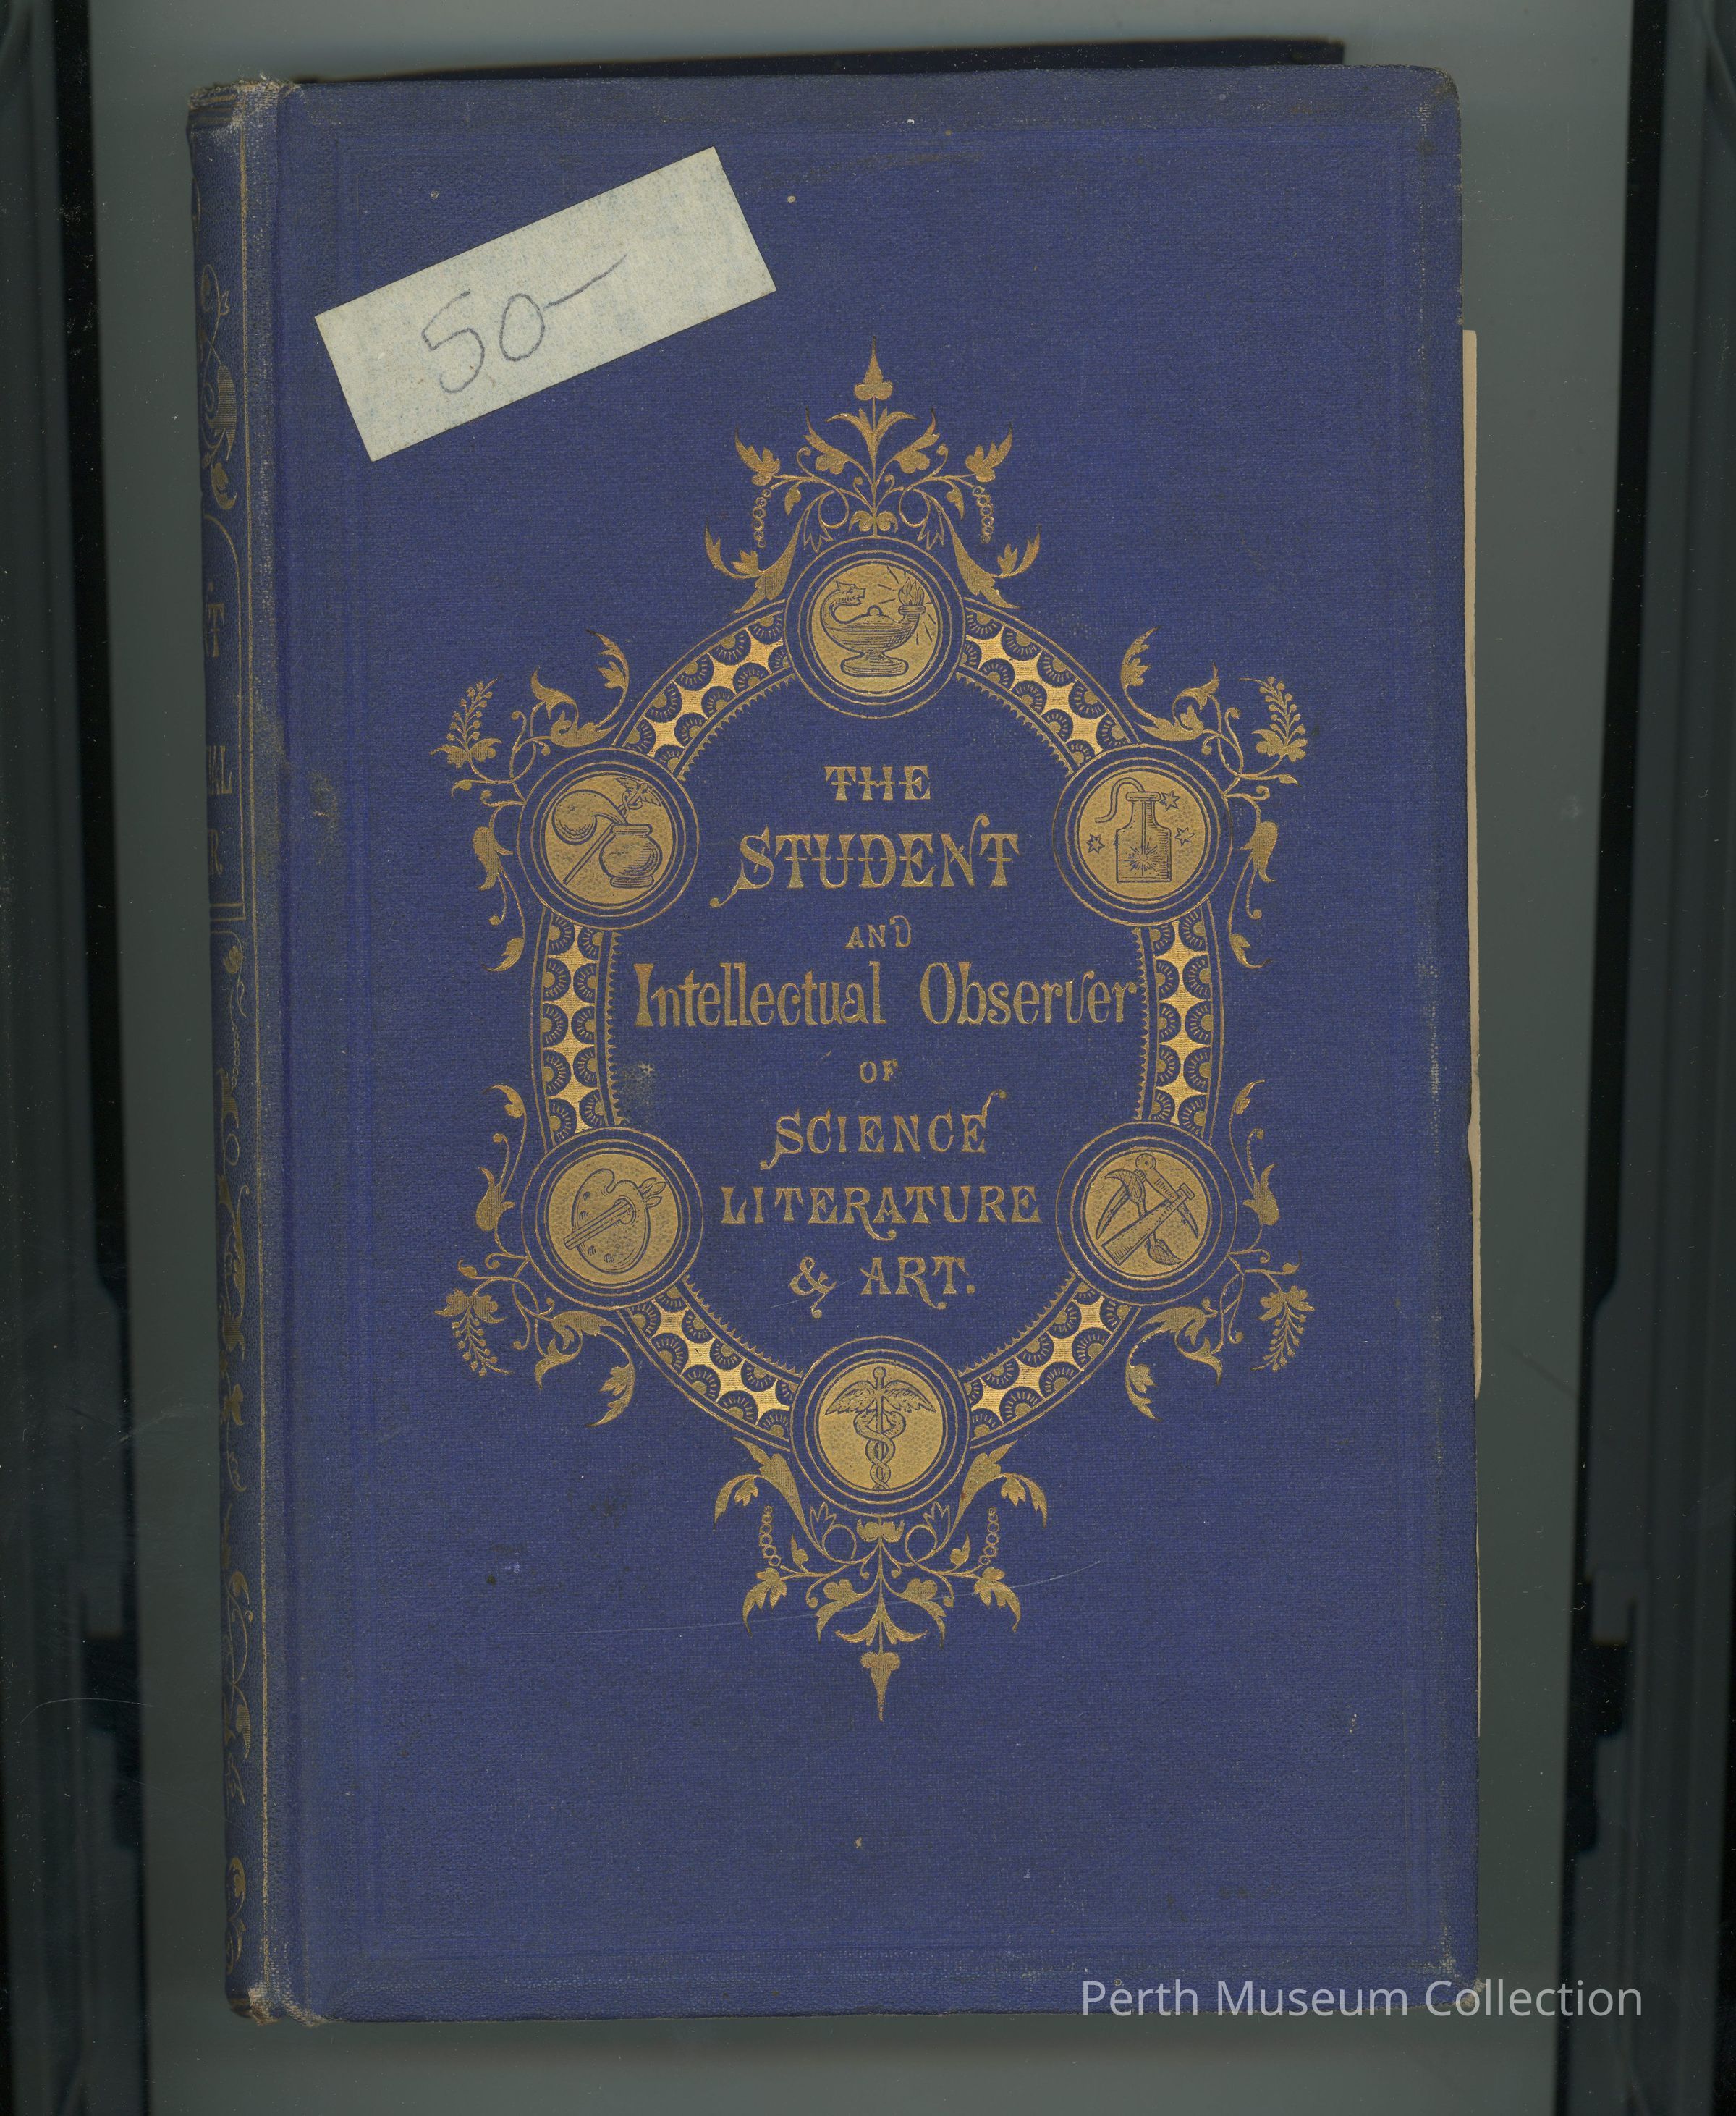 50—
THE
STUDENT
AND
Intellectual Observer
OF
SCIENCE
LITERATURE
& ART.
Perth Museum Collection